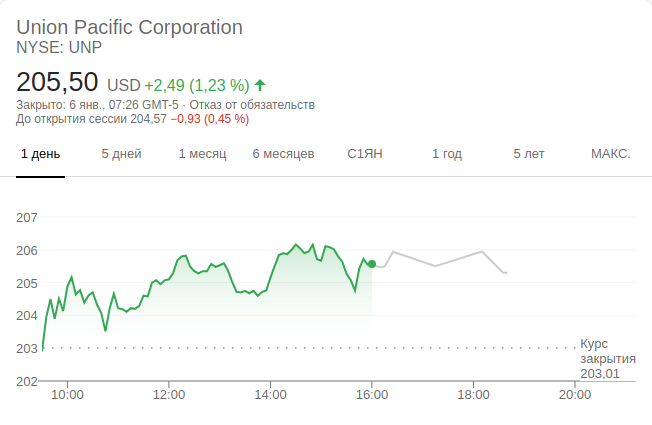 Union Pacific Corporation
NYSE: UNP
205,50 USD +2,49 (1,23 %)
Закрыто: 6 янв., 07:26 GMT-5 · Отказ от обязательств
До открытия сессии 204,57 −0,93 (0,45 %)
1 день 5 дней 1 месяц 6 месяцев С1ЯН 1 год 5 лет МАКС.
207
206
205
204
203
202
Курс
закрытия
203,01
10:00 12:00 14:00 16:00 18:00 20:00